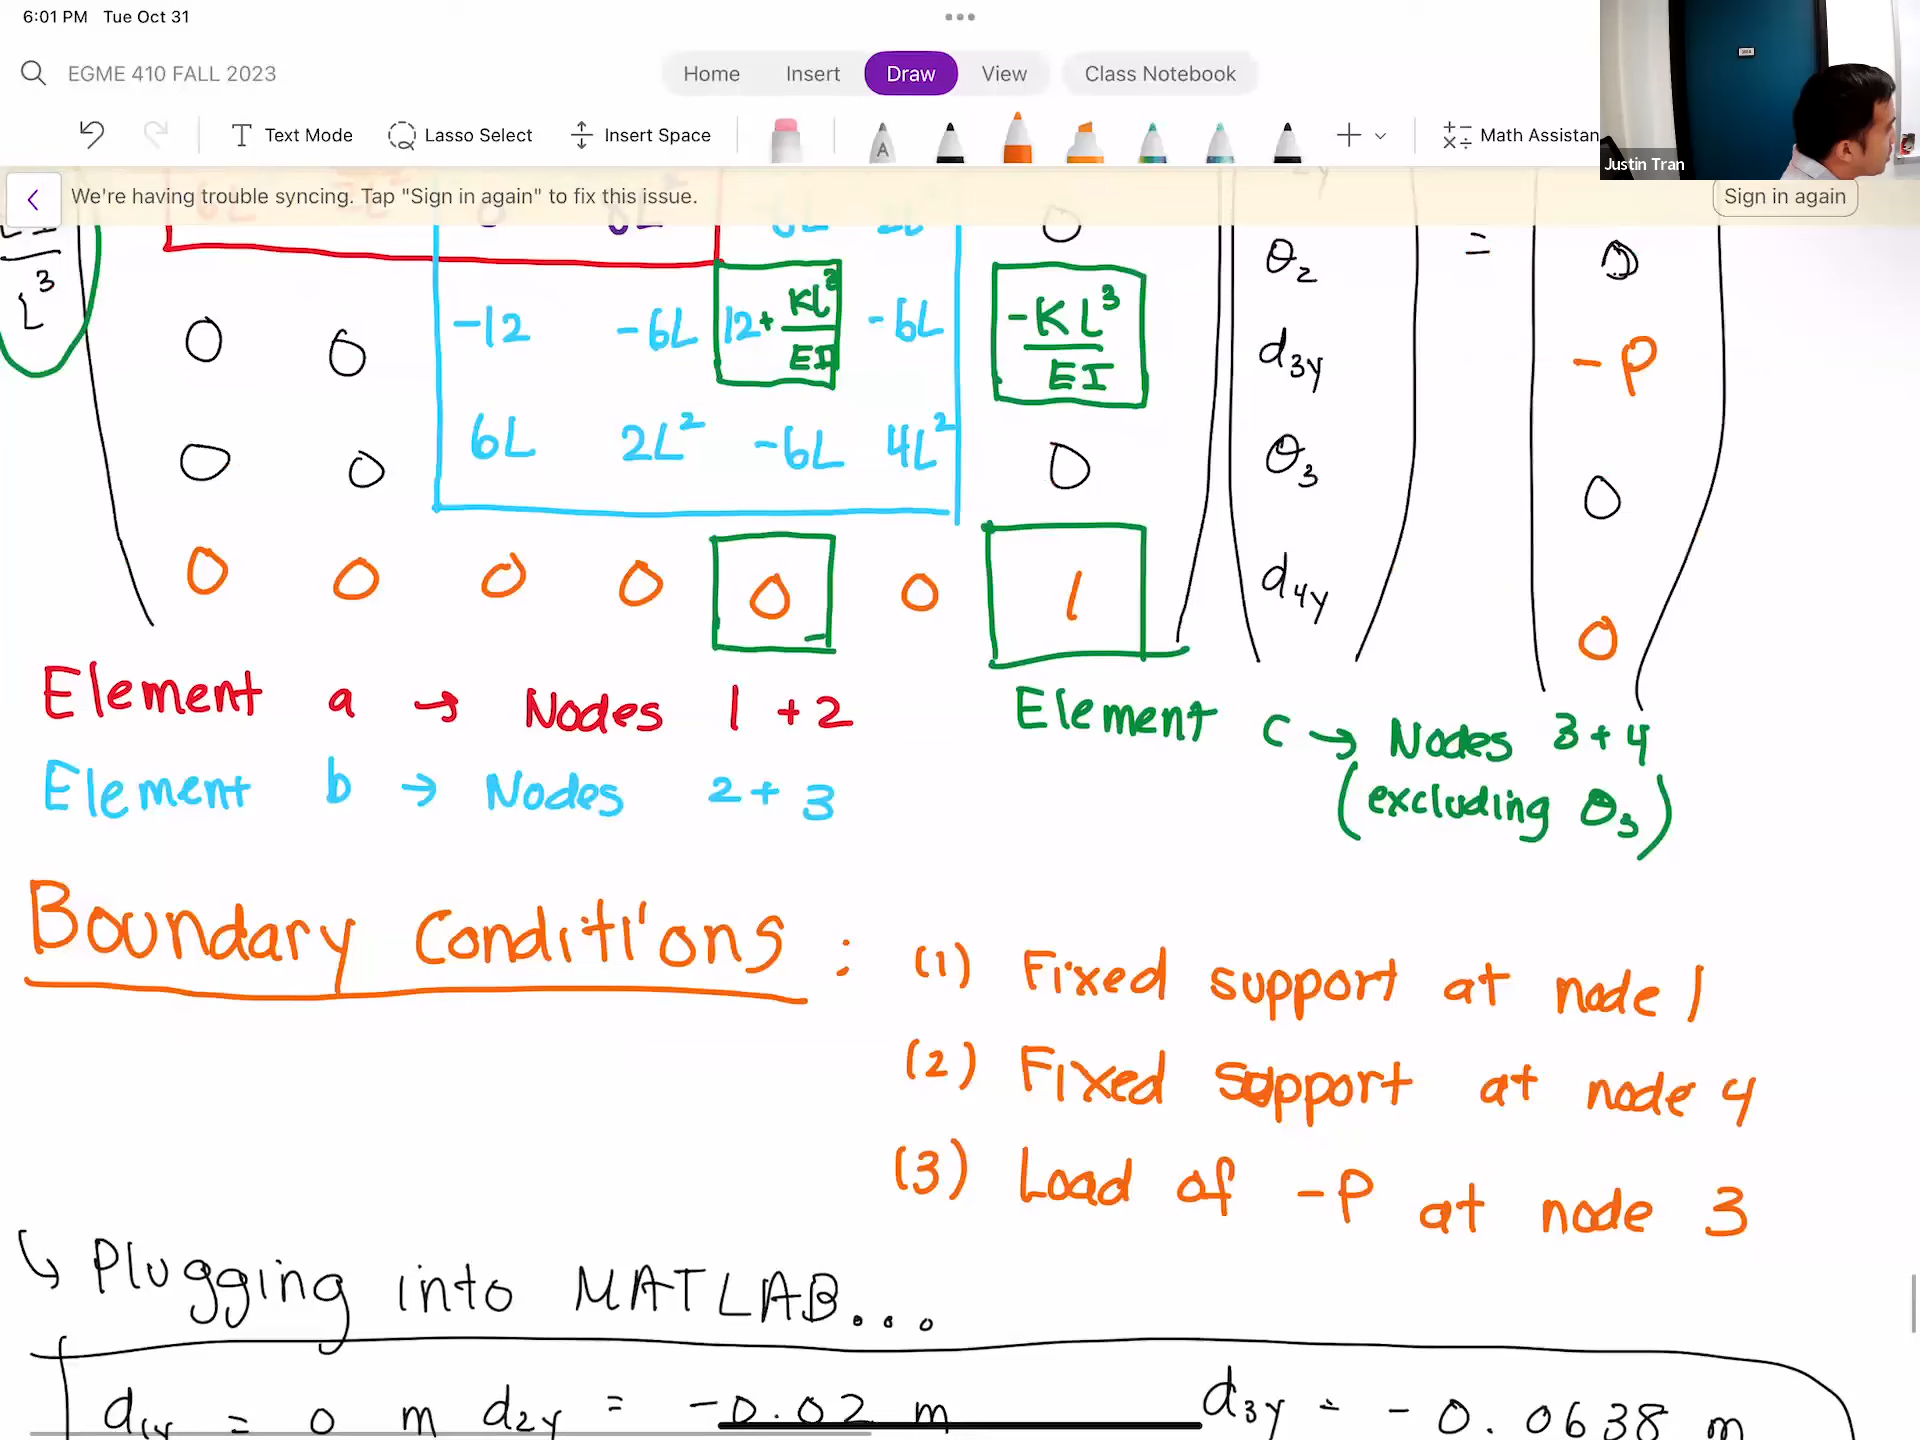 6:01 PM Tue Oct 31
EGME 410 FALL 2023
Home Insert Draw View Class Notebook
Text Mode Lasso Select Insert Space A Math Assistan
Justin Tran
We're having trouble syncing. Tap "Sign in again" to fix this issue. Sign in again
L³ 0 θ₂ = 0
0 0 -12 -6L 12+ KL³/EI -6L -KL³/EI d₃y -P
0 0 6L 2L² -6L 4L² 0 θ₃ 0
0 0 0 0 0 0 1 d₄y 0
Element a → Nodes 1 + 2
Element b → Nodes 2 + 3
Element c → Nodes 3 + 4
(excluding θ₃)
Boundary Conditions : (1) Fixed support at node 1
(2) Fixed support at node 4
(3) Load of -P at node 3
↳ Plugging into MATLAB...
d₁y = 0 m d₂y = -0.02 m d₃y = -0.0638 m